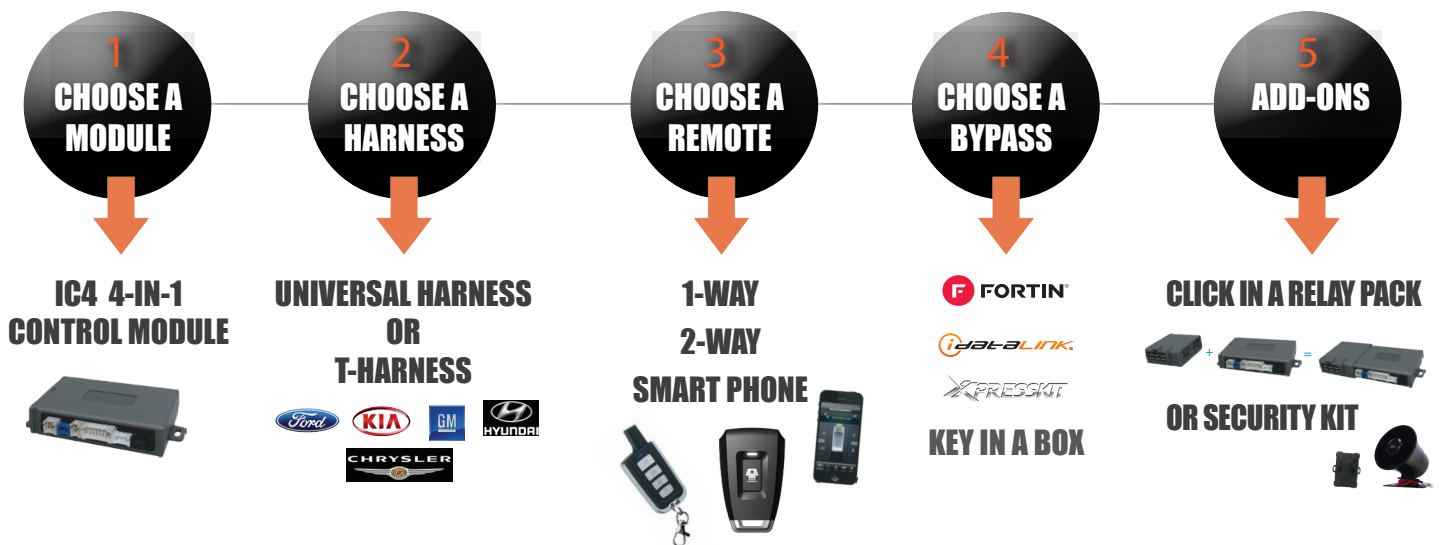 1
CHOOSE A
MODULE
2
CHOOSE A
HARNESS
3
CHOOSE A
REMOTE
4
CHOOSE A
BYPASS
5
ADD-ONS
IC4 4-IN-1
CONTROL MODULE
UNIVERSAL HARNESS
OR
T-HARNESS
Ford
KIA
GM
HYUNDAI
CHRYSLER
1-WAY
2-WAY
SMART PHONE
F FORTIN®
idatalink.
XPRESSKIT
KEY IN A BOX
CLICK IN A RELAY PACK
+ =
OR SECURITY KIT